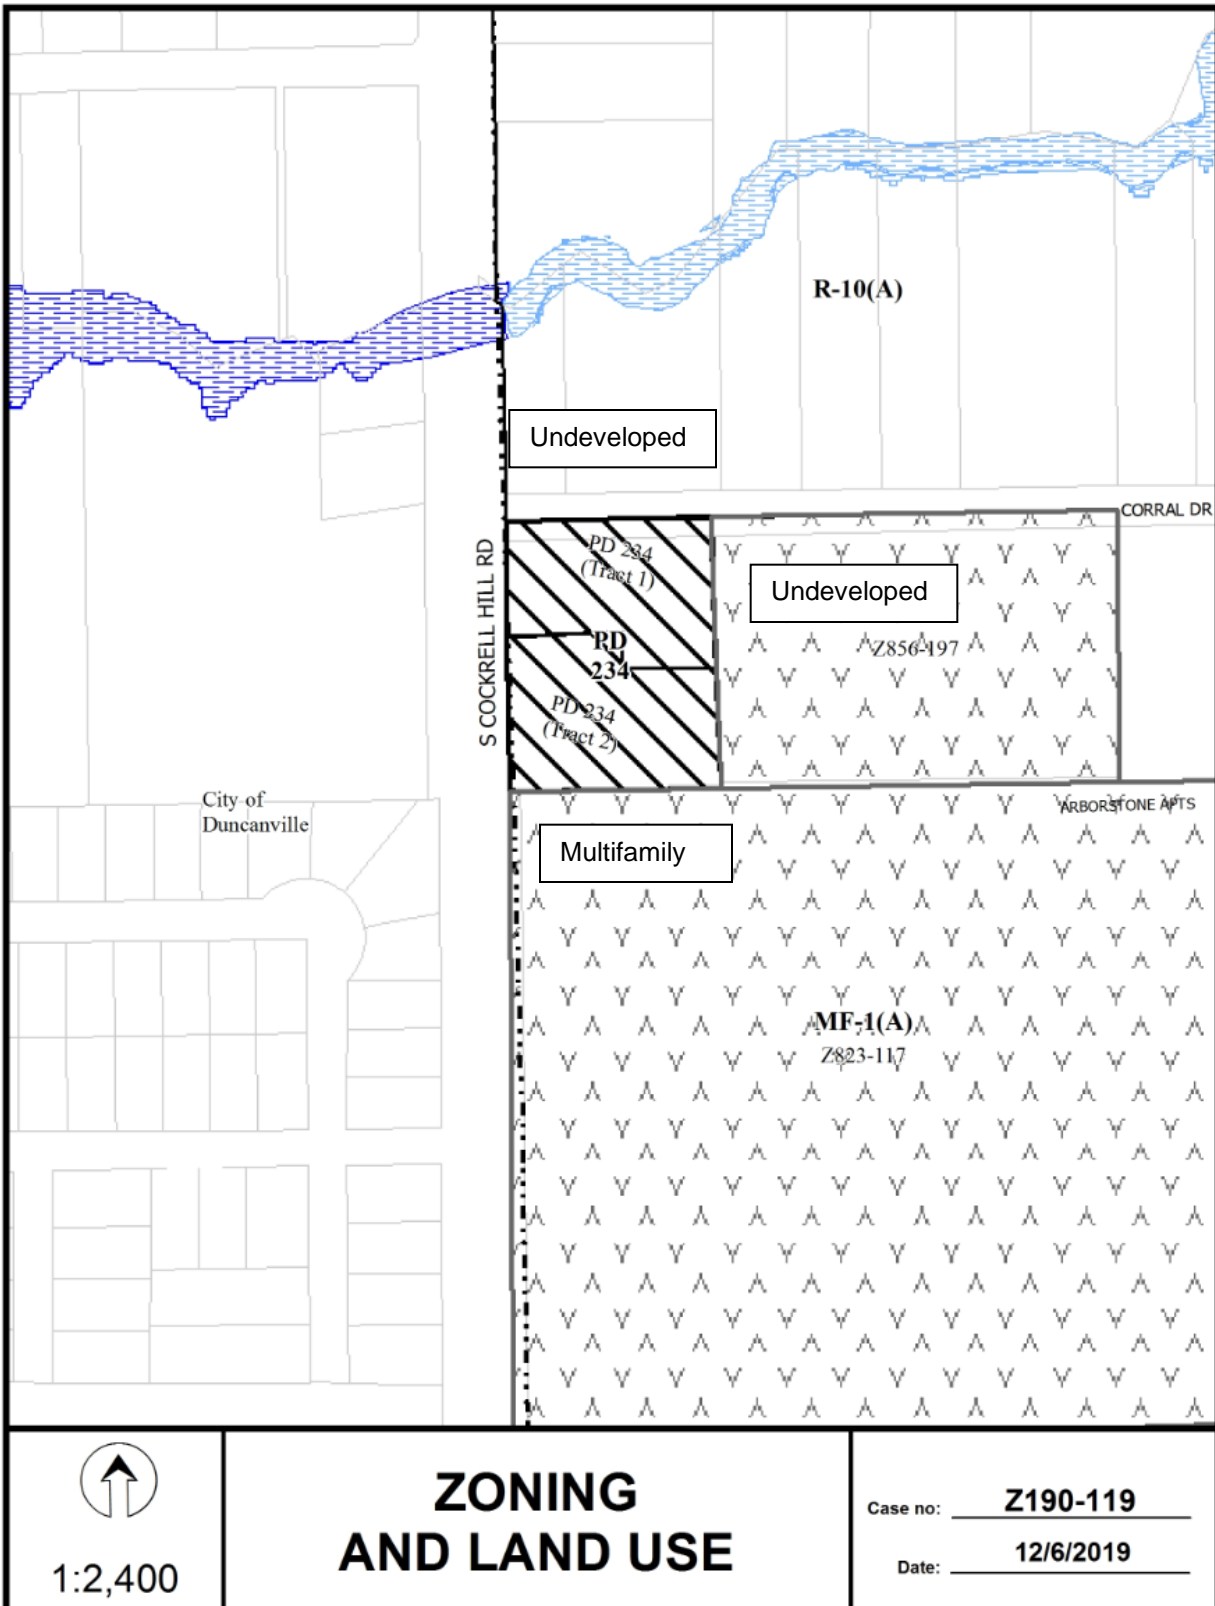 R-10(A)
Undeveloped
CORRAL DR
PD 234
(Tract 1)
Undeveloped
S COCKRELL HILL RD
PD
234
Z856-197
PD 234
(Tract 2)
City of
Duncanville
ARBORSTONE APTS
Multifamily
MF-1(A)
Z823-117
1:2,400
ZONING
AND LAND USE
Case no: Z190-119
Date: 12/6/2019